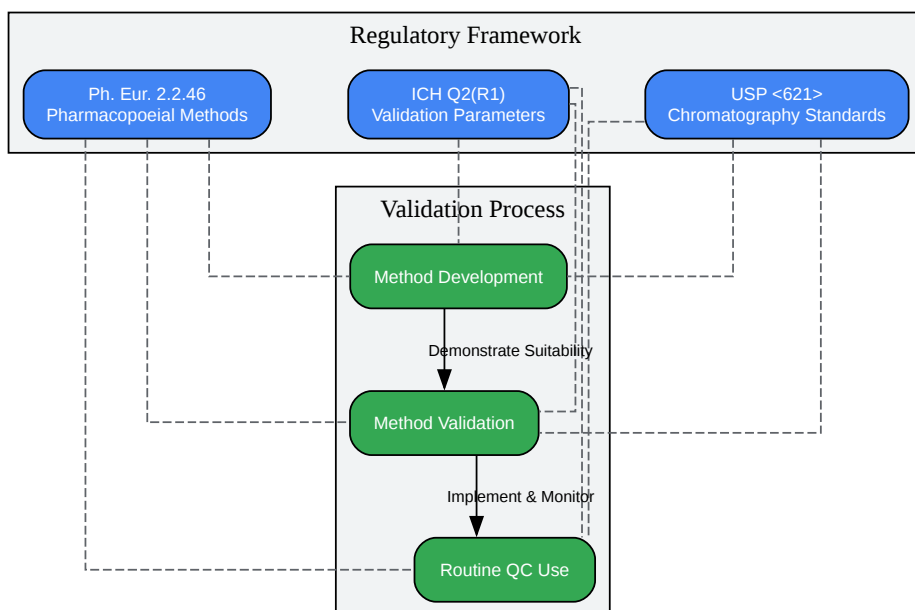 Regulatory Framework
Ph. Eur. 2.2.46
Pharmacopoeial Methods
ICH Q2(R1)
Validation Parameters
USP <621>
Chromatography Standards
Validation Process
Method Development
Demonstrate Suitability
Method Validation
Implement & Monitor
Routine QC Use